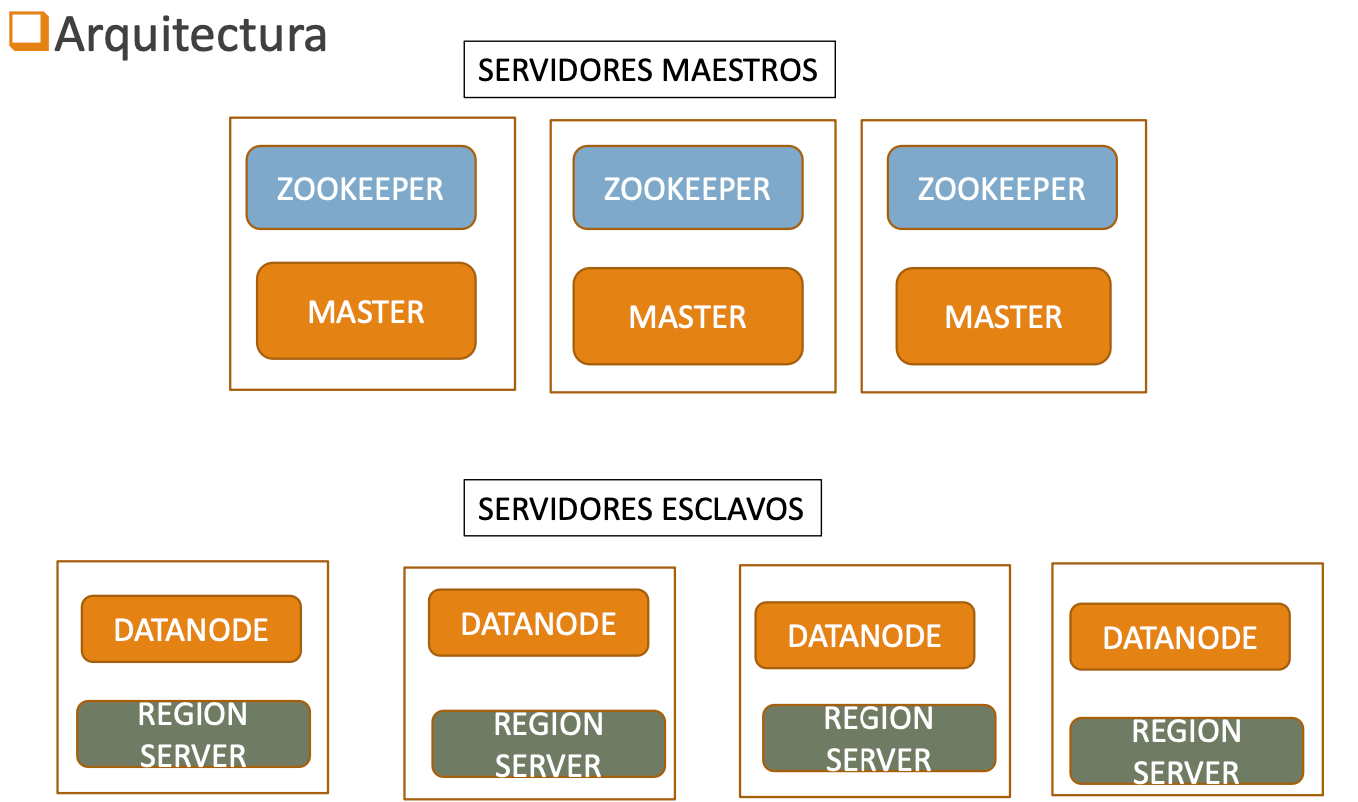 Arquitectura
SERVIDORES MAESTROS
ZOOKEEPER
ZOOKEEPER
ZOOKEEPER
MASTER
MASTER
MASTER
SERVIDORES ESCLAVOS
DATANODE
DATANODE
DATANODE
DATANODE
REGION
SERVER
REGION
SERVER
REGION
SERVER
REGION
SERVER